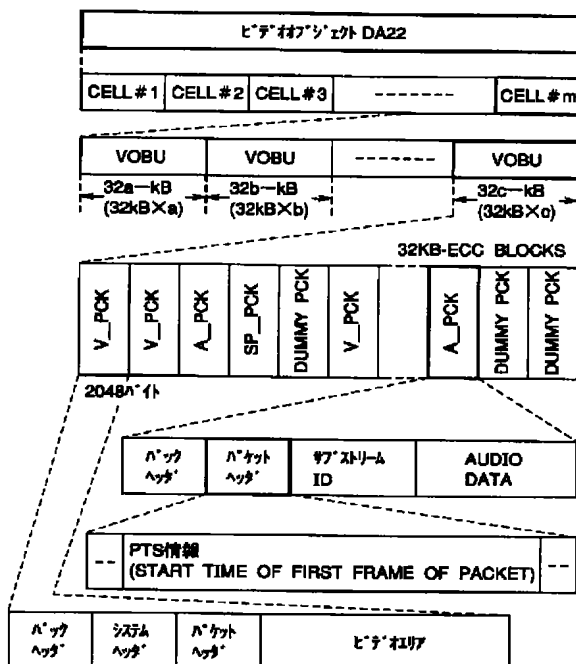 ビデオオブジェクト DA22
CELL#1 CELL#2 CELL#3 CELL#m
VOBU VOBU VOBU
32a-kB 32b-kB 32c-kB
(32kB×a) (32kB×b) (32kB×c)
32KB-ECC BLOCKS
V_PCK V_PCK A_PCK SP_PCK DUMMY PCK V_PCK A_PCK DUMMY PCK DUMMY PCK
2048バイト
パック パケット サブストリーム AUDIO
ヘッダ ヘッダ ID DATA
PTS情報
(START TIME OF FIRST FRAME OF PACKET)
パック システム パケット ビデオエリア
ヘッダ ヘッダ ヘッダ